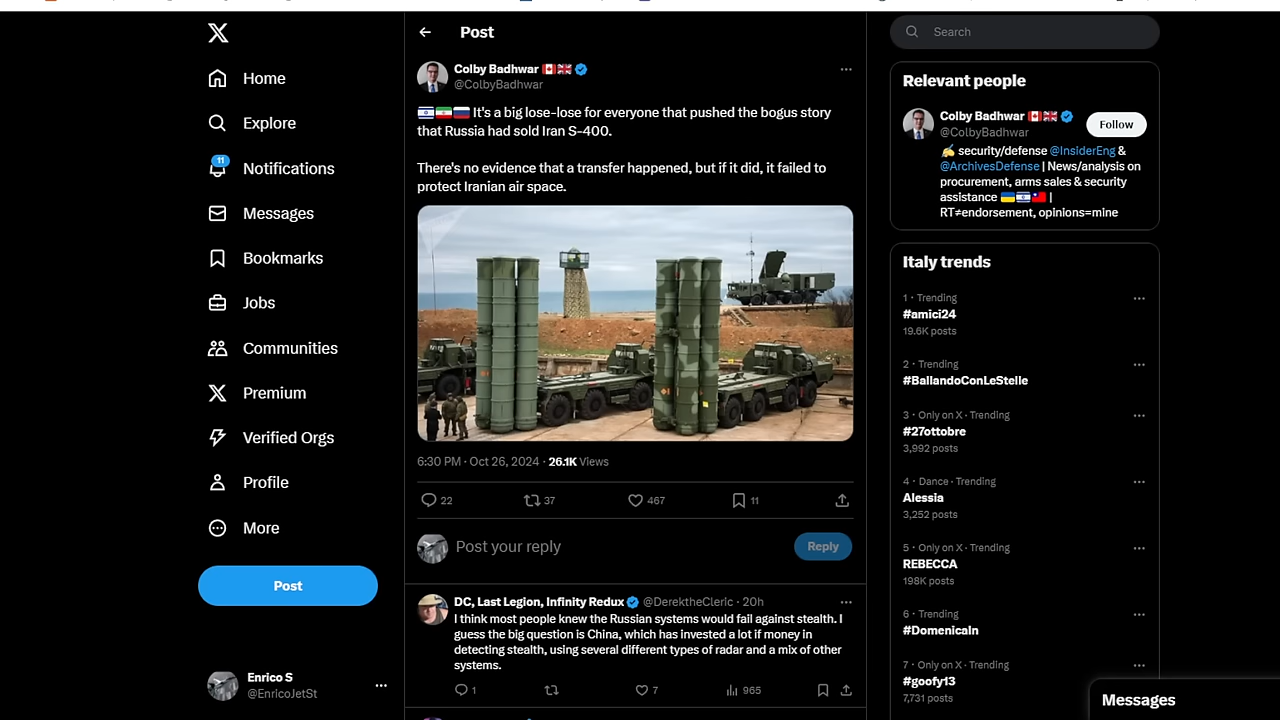 Home
Explore
11
Notifications
Messages
Bookmarks
Jobs
Communities
Premium
Verified Orgs
Profile
More
Post
Enrico S
@EnricoJetSt
Post
Colby Badhwar
@ColbyBadhwar
It's a big lose-lose for everyone that pushed the bogus story
that Russia had sold Iran S-400.
There's no evidence that a transfer happened, but if it did, it failed to
protect Iranian air space.
6:30 PM · Oct 26, 2024 · 26.1K Views
22 37 467 11
Post your reply
Reply
DC, Last Legion, Infinity Redux @DerektheCleric · 20h
I think most people knew the Russian systems would fail against stealth. I
guess the big question is China, which has invested a lot if money in
detecting stealth, using several different types of radar and a mix of other
systems.
1 7 965
Search
Relevant people
Colby Badhwar
@ColbyBadhwar
Follow
security/defense @InsiderEng &
@ArchivesDefense | News/analysis on
procurement, arms sales & security
assistance |
RT≠endorsement, opinions=mine
Italy trends
1 · Trending
#amici24
19.6K posts
2 · Trending
#BallandoConLeStelle
3 · Only on X · Trending
#27ottobre
3,992 posts
4 · Dance · Trending
Alessia
3,252 posts
5 · Only on X · Trending
REBECCA
198K posts
6 · Trending
#DomenicaIn
7 · Only on X · Trending
#goofy13
7,731 posts
Messages